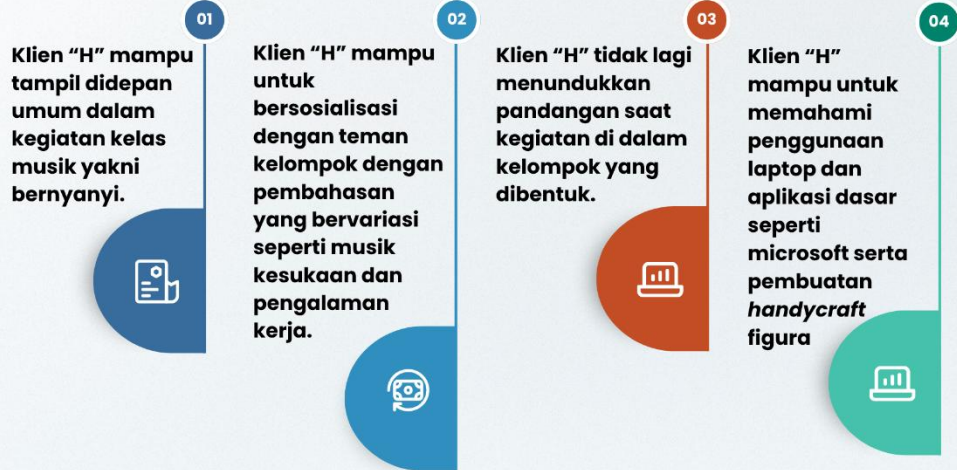 01
Klien “H” mampu
tampil didepan
umum dalam
kegiatan kelas
musik yakni
bernyanyi.
02
Klien “H” mampu
untuk
bersosialisasi
dengan teman
kelompok dengan
pembahasan
yang bervariasi
seperti musik
kesukaan dan
pengalaman
kerja.
03
Klien “H” tidak lagi
menundukkan
pandangan saat
kegiatan di dalam
kelompok yang
dibentuk.
04
Klien “H”
mampu untuk
memahami
penggunaan
laptop dan
aplikasi dasar
seperti
microsoft serta
pembuatan
handycraft
figura